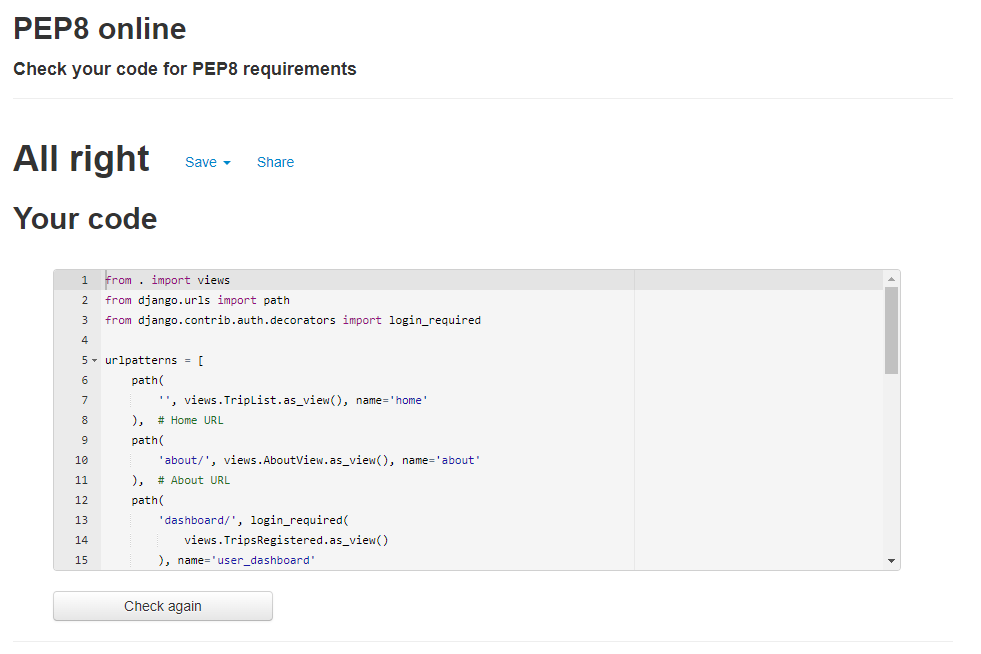 PEP8 online
Check your code for PEP8 requirements
All right Save Share
Your code
1 from . import views
2 from django.urls import path
3 from django.contrib.auth.decorators import login_required
4
5 urlpatterns = [
6     path(
7         '', views.TripList.as_view(), name='home'
8     ),  # Home URL
9     path(
10         'about/', views.AboutView.as_view(), name='about'
11     ),  # About URL
12     path(
13         'dashboard/', login_required(
14             views.TripsRegistered.as_view()
15         ), name='user_dashboard'
Check again